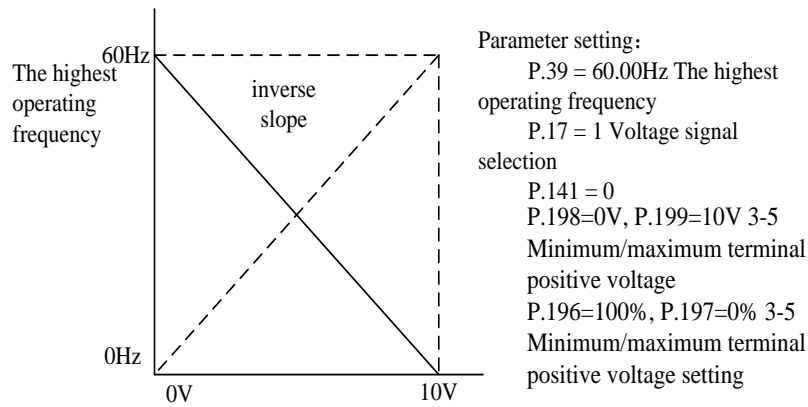 60Hz
The highest
operating
frequency
inverse
slope
0Hz
0V
10V
Parameter setting：
P.39 = 60.00Hz The highest
operating frequency
P.17 = 1 Voltage signal
selection
P.141 = 0
P.198=0V, P.199=10V 3-5
Minimum/maximum terminal
positive voltage
P.196=100%, P.197=0% 3-5
Minimum/maximum terminal
positive voltage setting